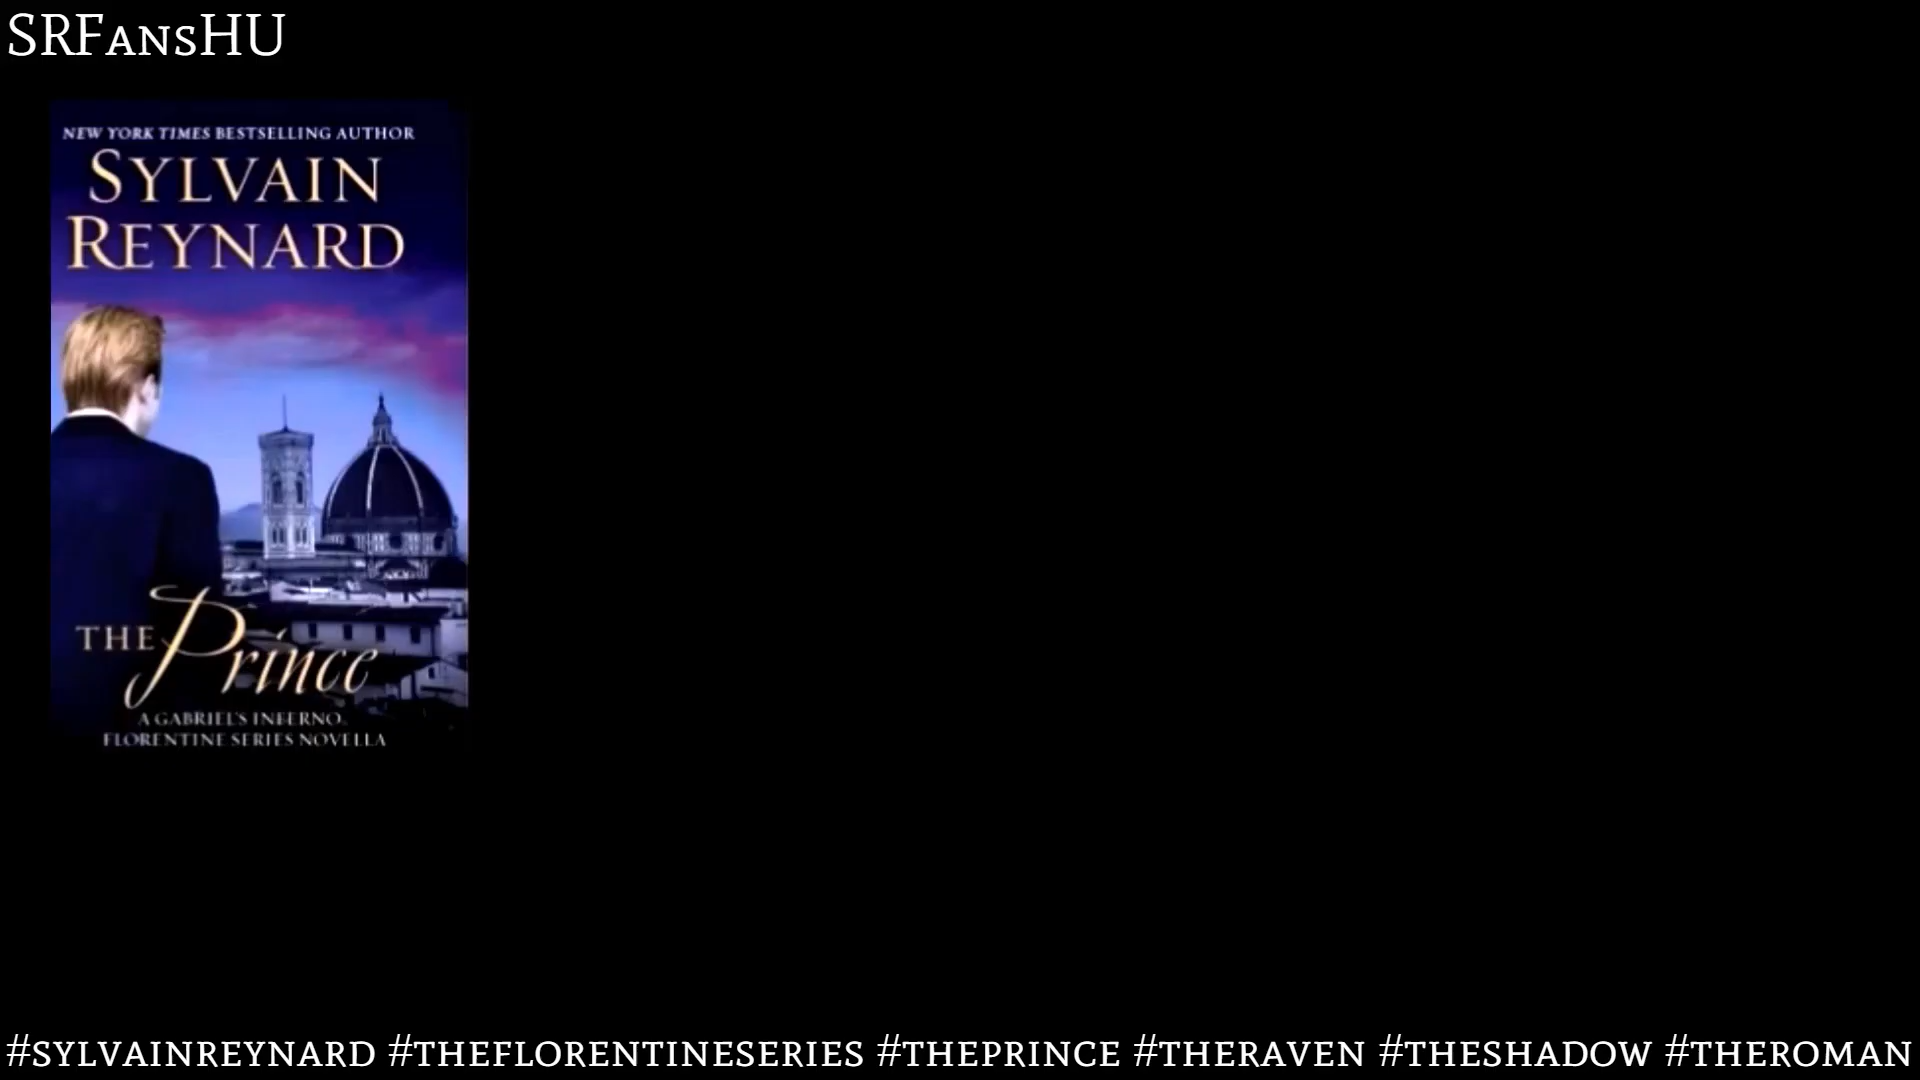 SRFansHU
NEW YORK TIMES BESTSELLING AUTHOR
SYLVAIN
REYNARD
THE Prince
A GABRIEL'S INFERNO
FLORENTINE SERIES NOVELLA
#SYLVAINREYNARD #THEFLORENTINESERIES #THEPRINCE #THERAVEN #THESHADOW #THEROMAN